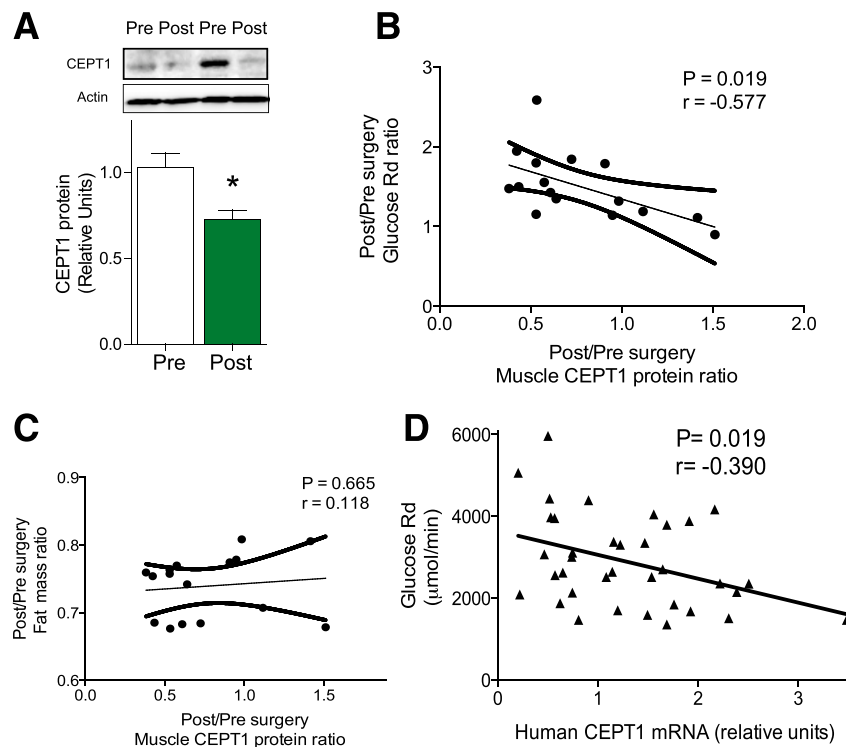 A
Pre Post Pre Post
CEPT1
Actin
CEPT1 protein
(Relative Units)
1.0
0.5
0.0
*
Pre
Post
B
Post/Pre surgery
Glucose Rd ratio
3
2
1
0
P = 0.019
r = -0.577
0.0
0.5
1.0
1.5
2.0
Post/Pre surgery
Muscle CEPT1 protein ratio
C
Post/Pre surgery
Fat mass ratio
0.9
0.8
0.7
0.6
P = 0.665
r = 0.118
0.0
0.5
1.0
1.5
Post/Pre surgery
Muscle CEPT1 protein ratio
D
Glucose Rd
(μmol/min)
6000
4000
2000
0
P= 0.019
r= -0.390
0
1
2
3
Human CEPT1 mRNA (relative units)